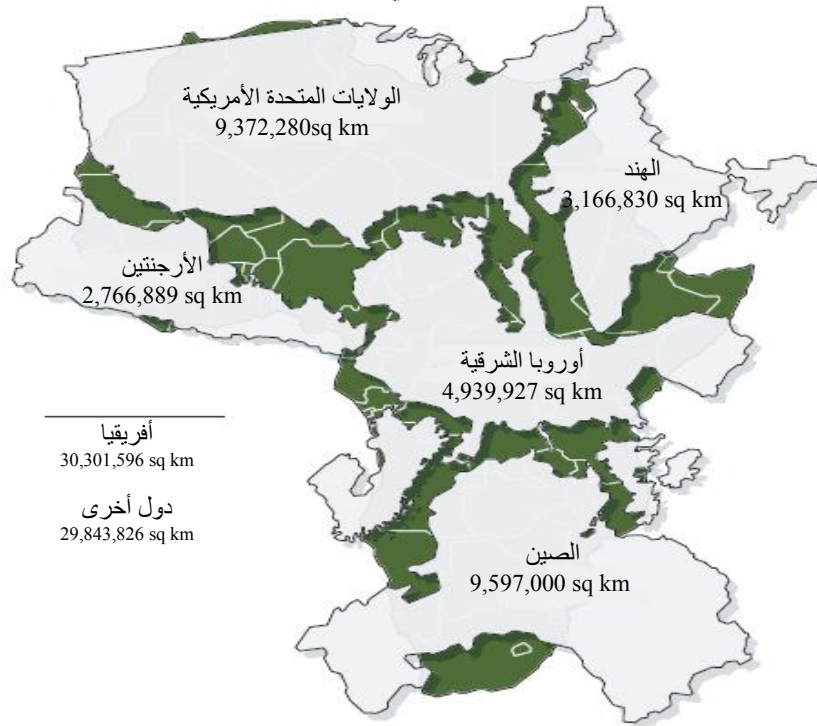 الولايات المتحدة الأمريكية
9,372,280sq km
الهند
3,166,830 sq km
الأرجنتين
2,766,889 sq km
أوروبا الشرقية
4,939,927 sq km
أفريقيا
30,301,596 sq km
دول أخرى
29,843,826 sq km
الصين
9,597,000 sq km